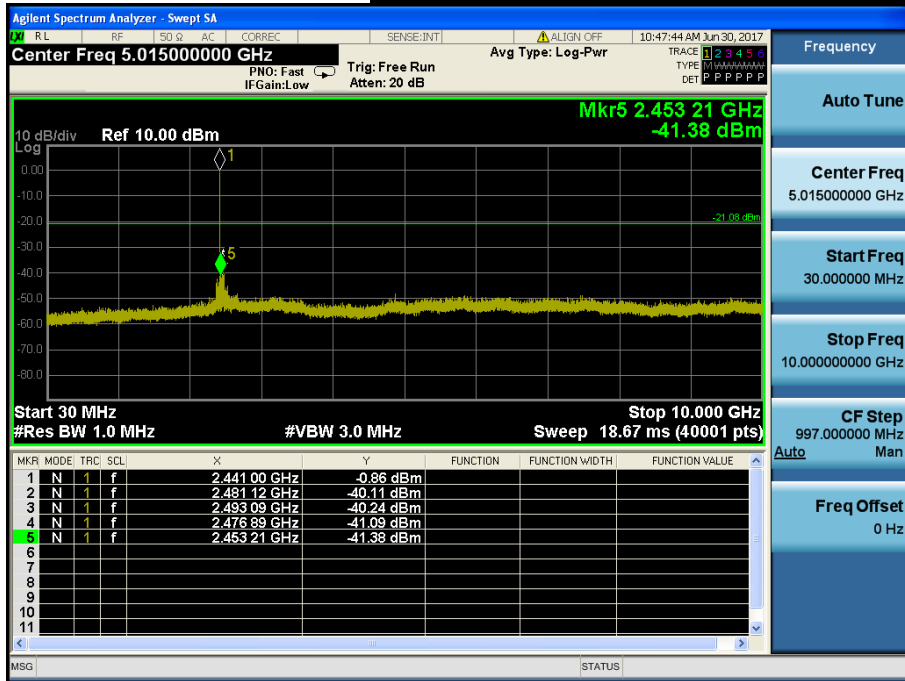 Agilent Spectrum Analyzer - Swept SA
LXI RL RF 50 Ω AC CORREC SENSE:INT ALIGN OFF 10:47:44 AM Jun 30, 2017
Center Freq 5.015000000 GHz
PNO: Fast
IFGain:Low
Trig: Free Run
Atten: 20 dB
Avg Type: Log-Pwr
TRACE 1 2 3 4 5 6
TYPE M WWWWW
DET P P P P P P
Frequency
Auto Tune
Center Freq
5.015000000 GHz
Start Freq
30.000000 MHz
Stop Freq
10.000000000 GHz
CF Step
997.000000 MHz
Auto Man
Freq Offset
0 Hz
Mkr5 2.453 21 GHz
-41.38 dBm
10 dB/div Ref 10.00 dBm
Log
1
0.00
-10.0
-20.0
-21.08 dBm
-30.0
5
-40.0
-50.0
-60.0
-70.0
-80.0
Start 30 MHz Stop 10.000 GHz
#Res BW 1.0 MHz #VBW 3.0 MHz Sweep 18.67 ms (40001 pts)
MKR MODE TRC SCL X Y FUNCTION FUNCTION WIDTH FUNCTION VALUE
1 N 1 f 2.441 00 GHz -0.86 dBm
2 N 1 f 2.481 12 GHz -40.11 dBm
3 N 1 f 2.493 09 GHz -40.24 dBm
4 N 1 f 2.476 89 GHz -41.09 dBm
5 N 1 f 2.453 21 GHz -41.38 dBm
6
7
8
9
10
11
MSG STATUS